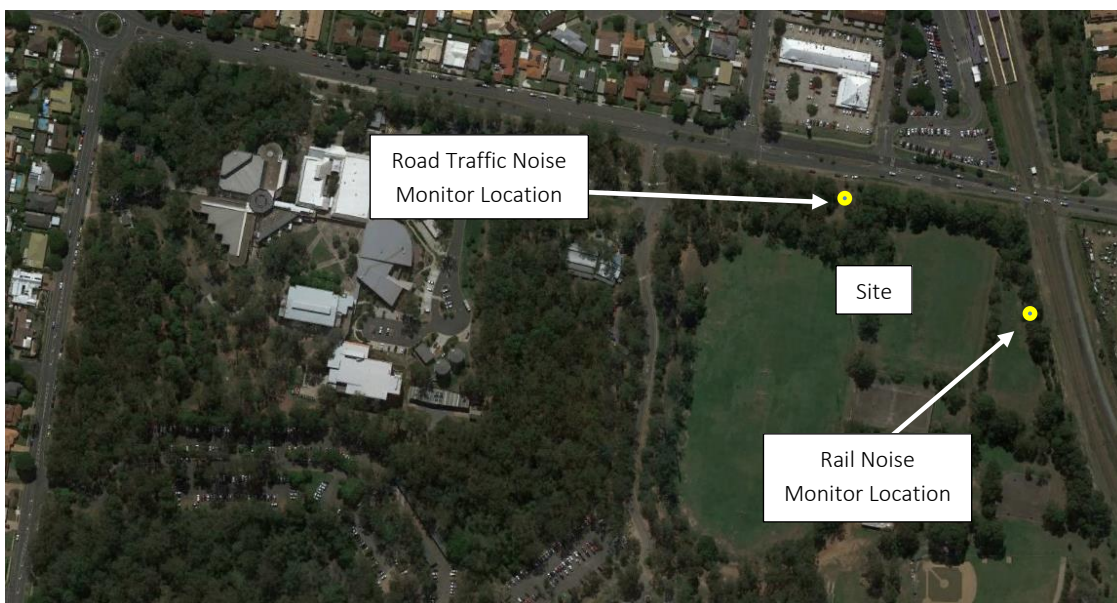 Road Traffic Noise
Monitor Location
Site
Rail Noise
Monitor Location